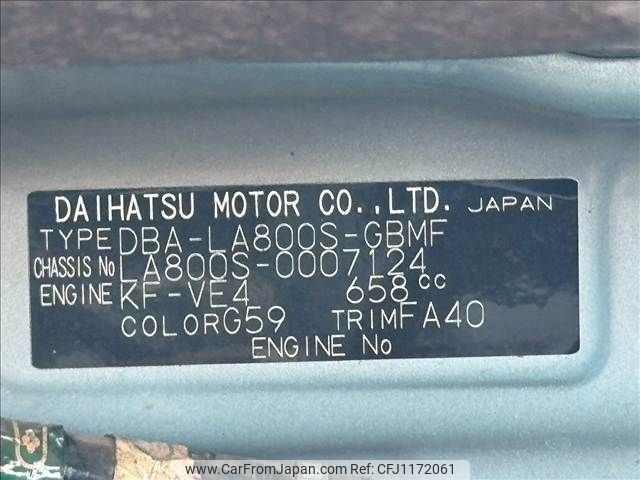 DAIHATSU MOTOR CO.,LTD. JAPAN
TYPE DBA-LA800S-GBMF
CHASSIS No LA800S-0007124
ENGINE KF-VE4 658cc
COLOR G59 TRIM FA40
ENGINE No
www.CarFromJapan.com - CFJ1172061